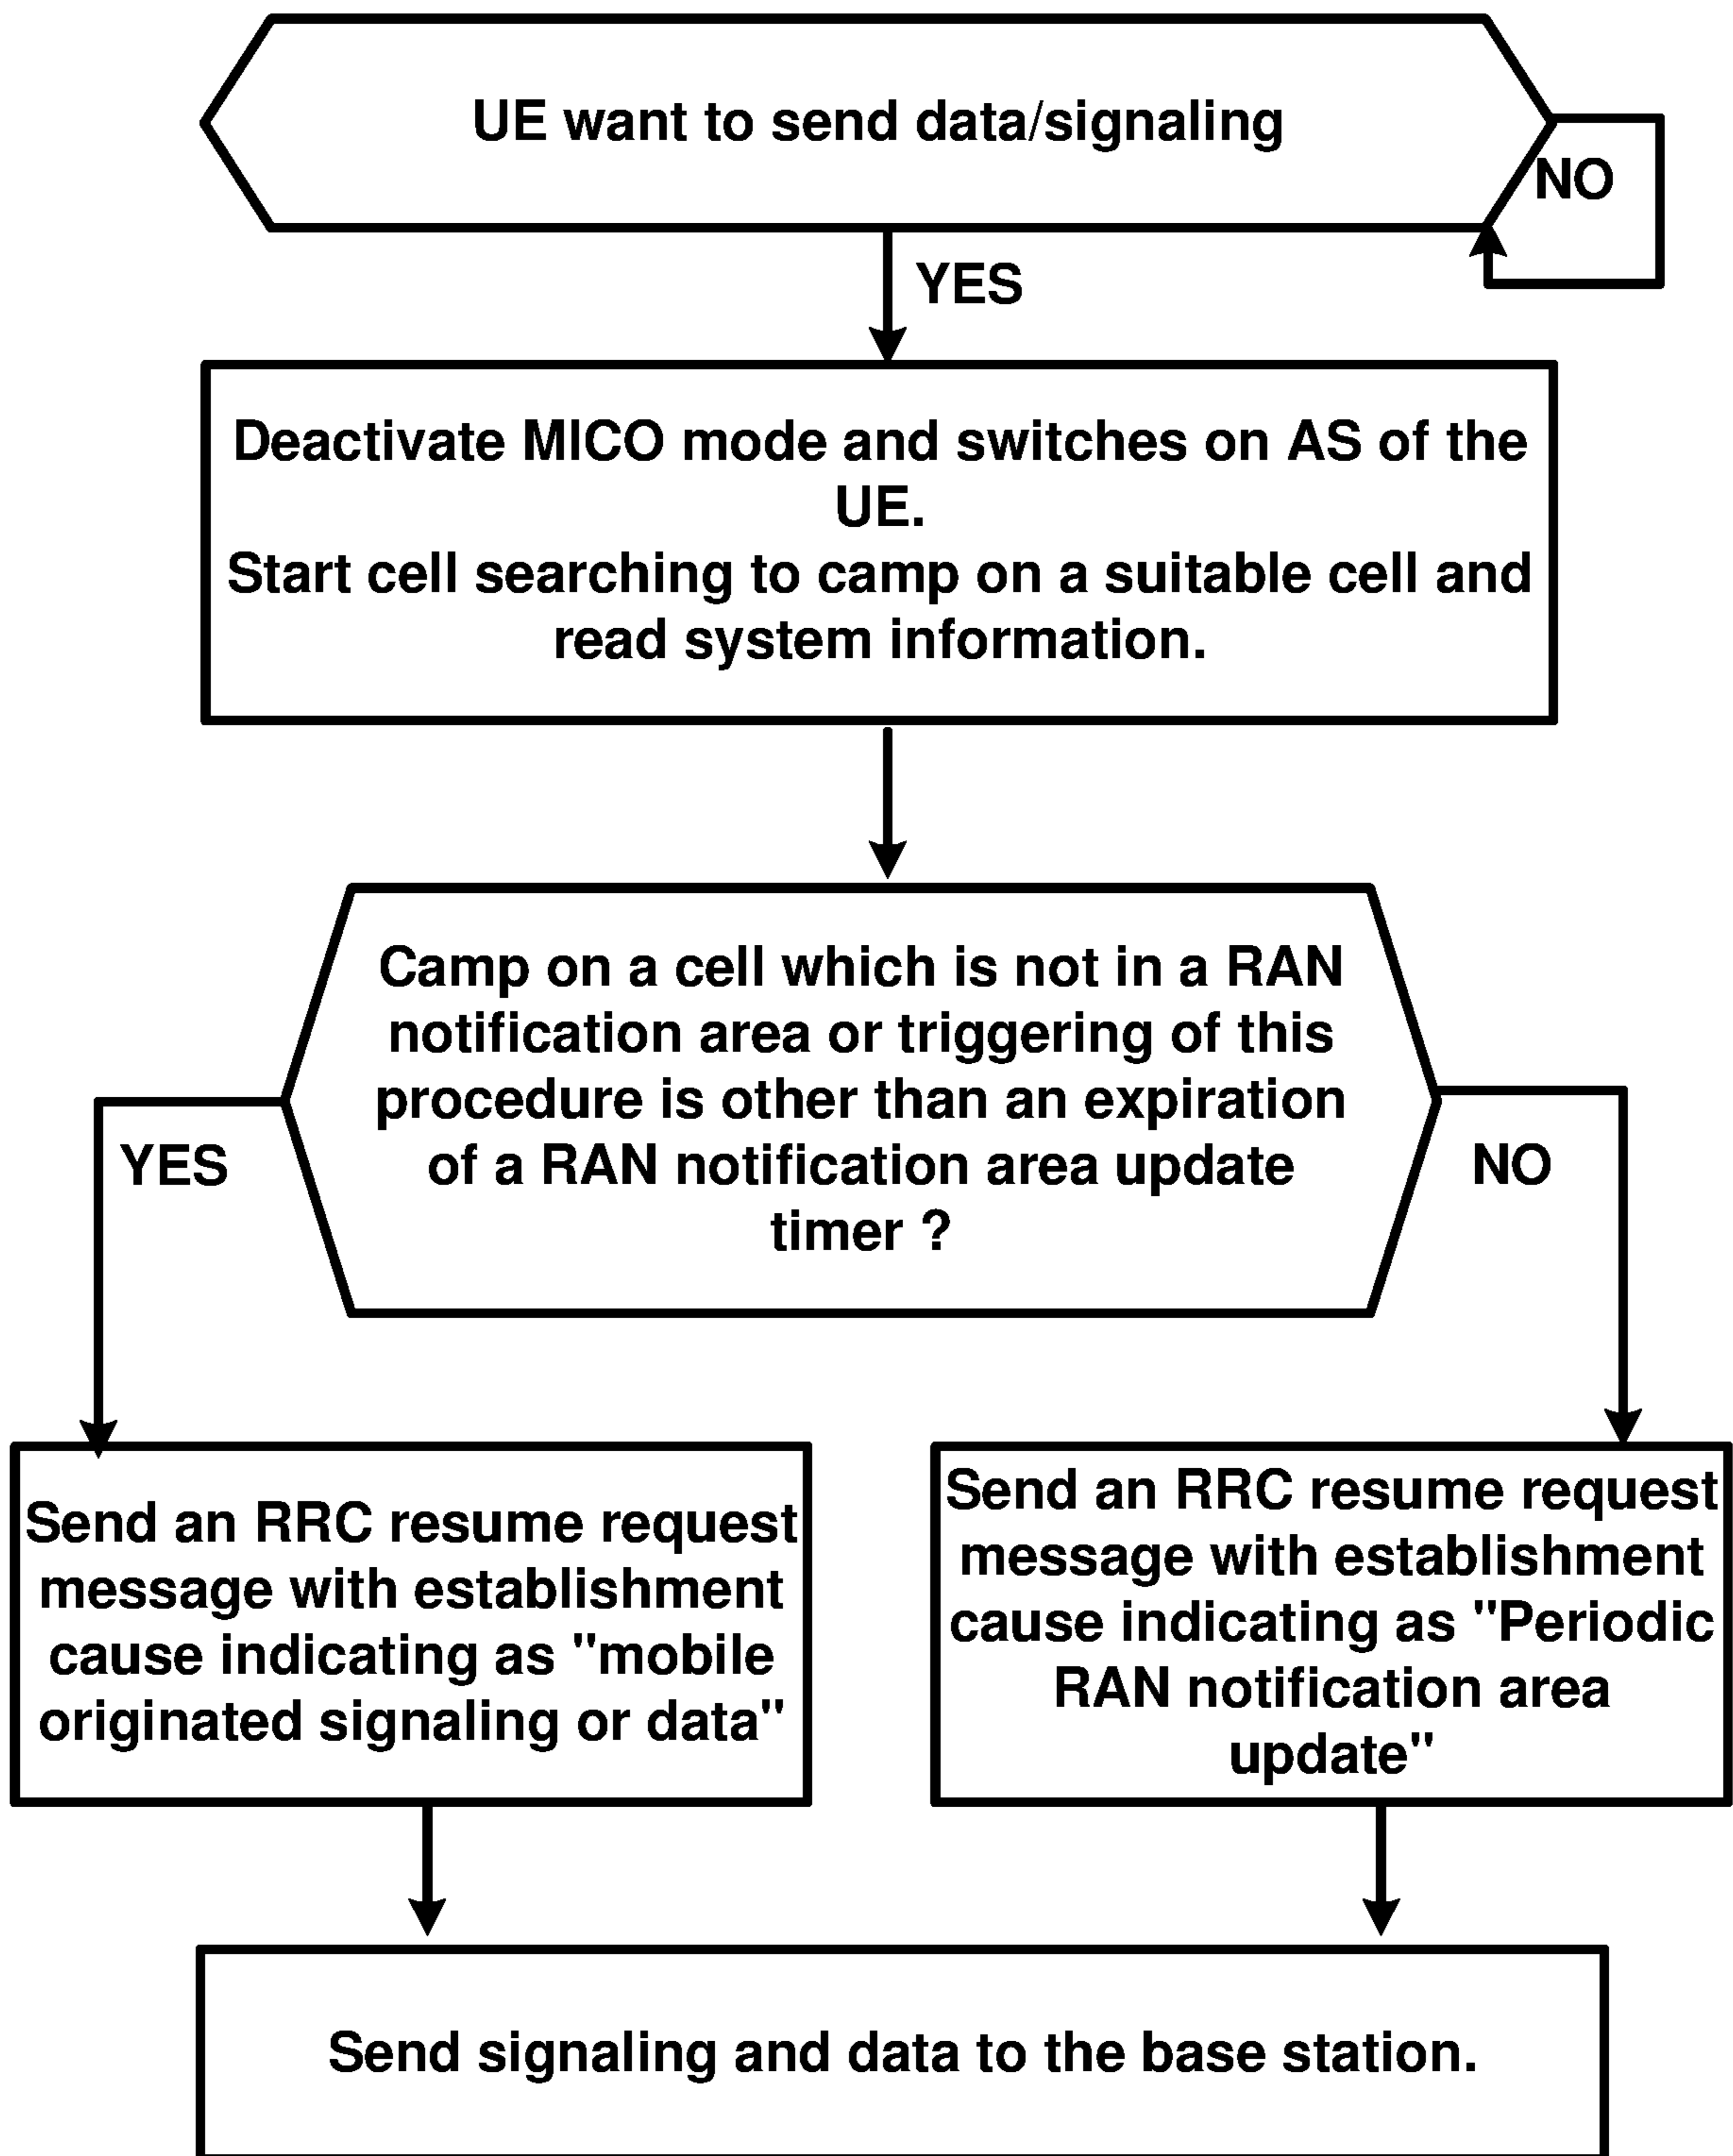 UE want to send data/signaling
NO
YES
Deactivate MICO mode and switches on AS of the
UE.
Start cell searching to camp on a suitable cell and
read system information.
Camp on a cell which is not in a RAN
notification area or triggering of this
procedure is other than an expiration
of a RAN notification area update
timer ?
YES
NO
Send an RRC resume request
message with establishment
cause indicating as "mobile
originated signaling or data"
Send an RRC resume request
message with establishment
cause indicating as "Periodic
RAN notification area
update"
Send signaling and data to the base station.